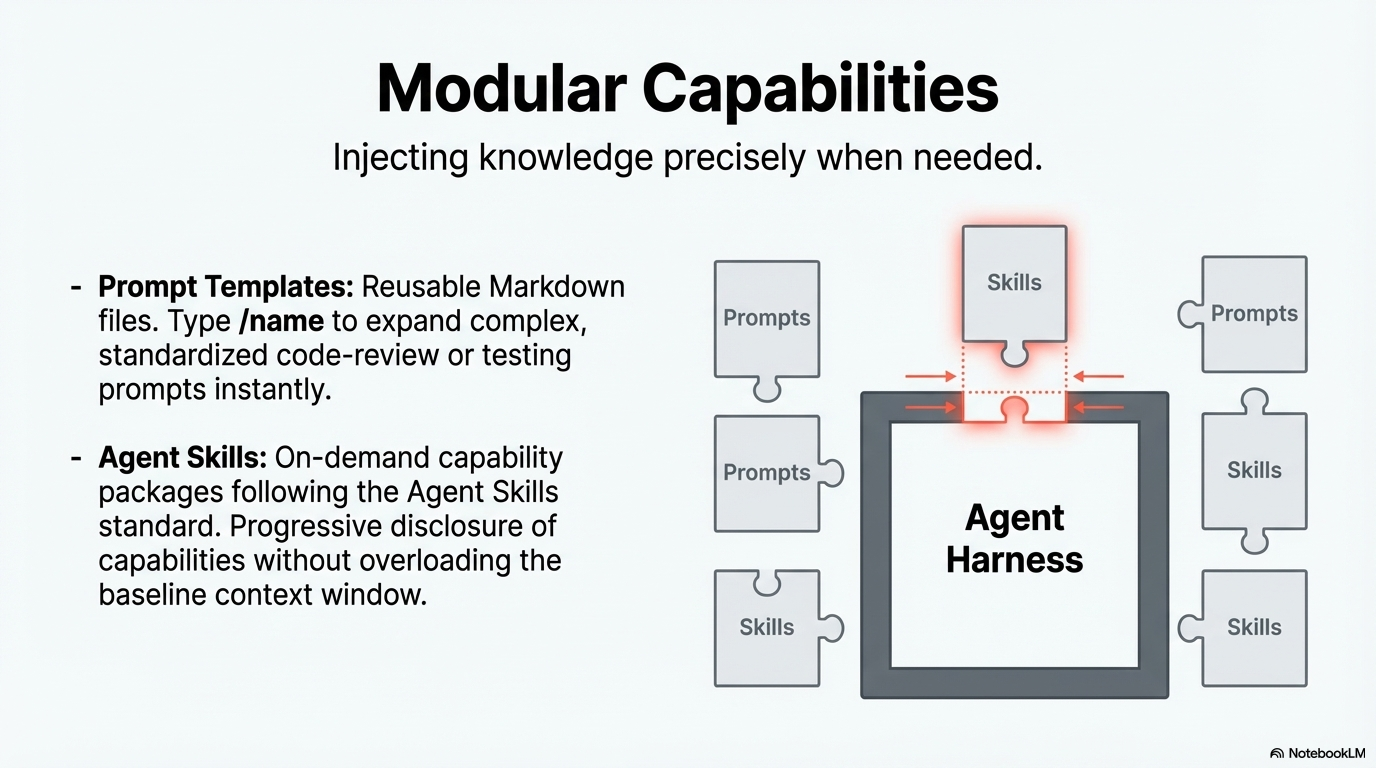 Modular Capabilities
Injecting knowledge precisely when needed.
- Prompt Templates: Reusable Markdown
files. Type /name to expand complex,
standardized code-review or testing
prompts instantly.
- Agent Skills: On-demand capability
packages following the Agent Skills
standard. Progressive disclosure of
capabilities without overloading the
baseline context window.
Prompts
Prompts
Skills
Skills
Agent
Harness
Prompts
Skills
Skills
NotebookLM